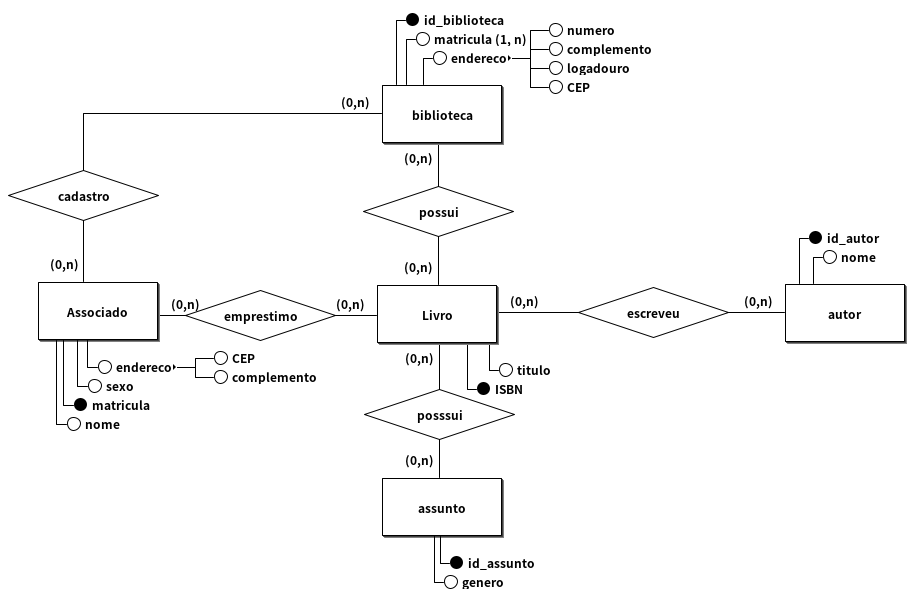 id_biblioteca
matricula (1, n)
endereco
numero
complemento
logadouro
CEP
(0,n)
biblioteca
(0,n)
cadastro
possui
id_autor
nome
(0,n)
(0,n)
Associado
(0,n)
emprestimo
(0,n)
Livro
(0,n)
escreveu
(0,n)
autor
endereco
CEP
complemento
sexo
matricula
nome
(0,n)
titulo
ISBN
posssui
(0,n)
assunto
id_assunto
genero